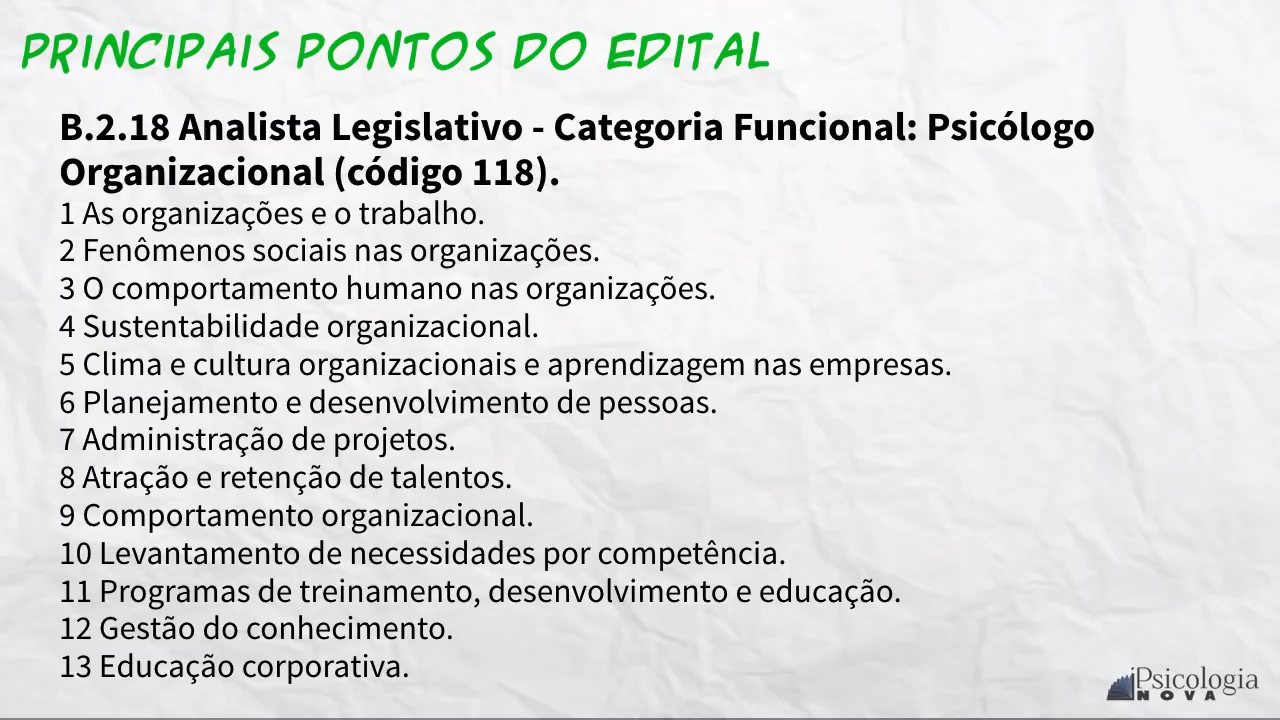 PRINCIPAIS PONTOS DO EDITAL
B.2.18 Analista Legislativo - Categoria Funcional: Psicólogo
Organizacional (código 118).
1 As organizações e o trabalho.
2 Fenômenos sociais nas organizações.
3 O comportamento humano nas organizações.
4 Sustentabilidade organizacional.
5 Clima e cultura organizacionais e aprendizagem nas empresas.
6 Planejamento e desenvolvimento de pessoas.
7 Administração de projetos.
8 Atração e retenção de talentos.
9 Comportamento organizacional.
10 Levantamento de necessidades por competência.
11 Programas de treinamento, desenvolvimento e educação.
12 Gestão do conhecimento.
13 Educação corporativa.
Psicologia
NOVA